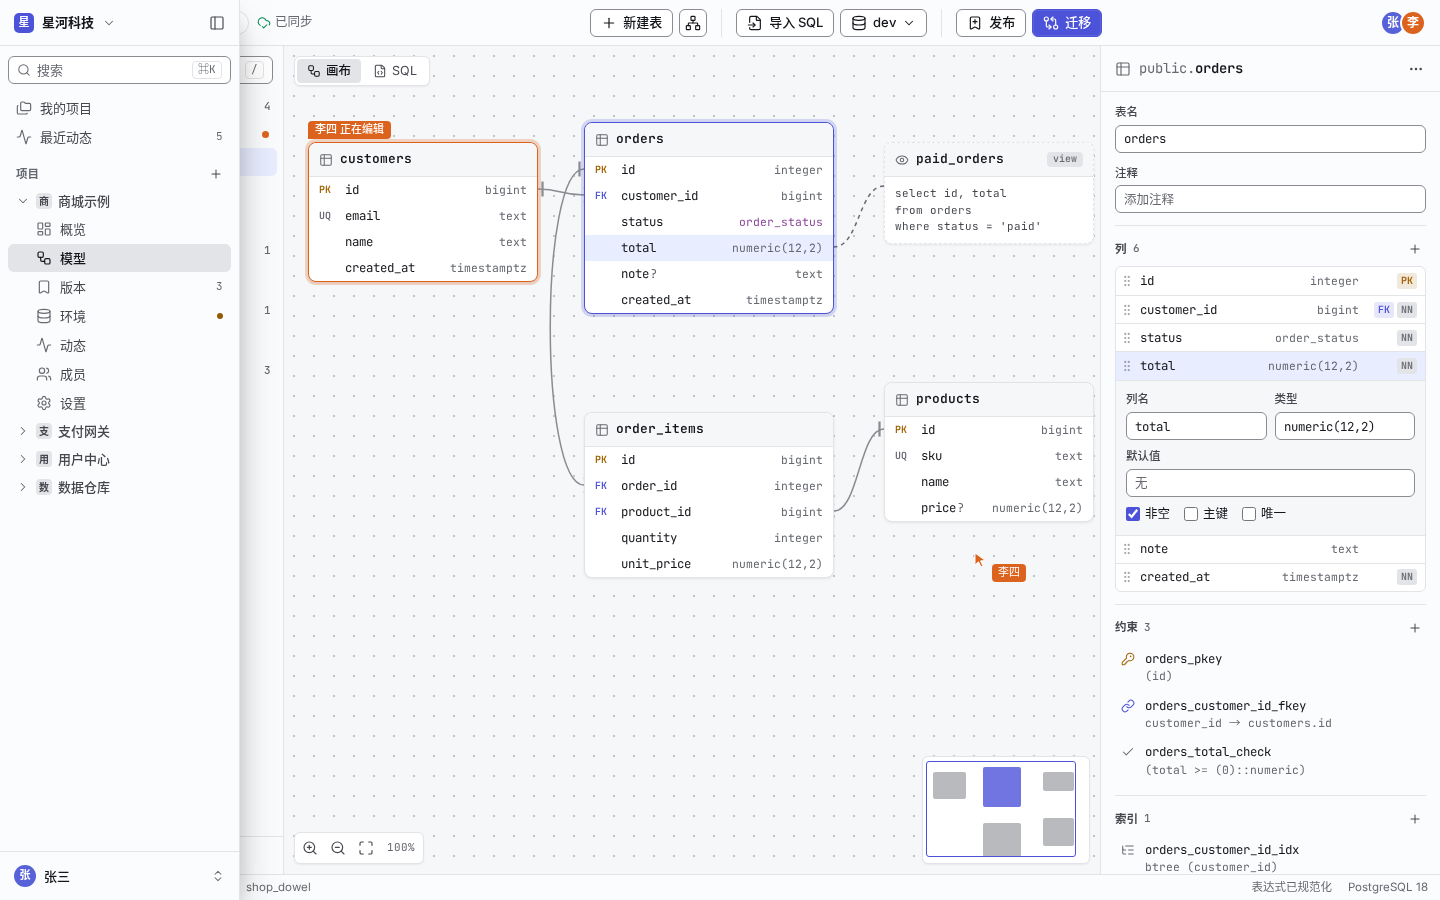 星 星河科技
搜索 ⌘K
我的项目
最近动态 5
项目
商 商城示例
概览
模型
版本 3
环境
动态
成员
设置
支 支付网关
用 用户中心
数 数据仓库
张 张三
已同步
新建表
导入 SQL
dev
发布
迁移
张 李
/
4
1
1
3
画布
SQL
李四 正在编辑
customers
PK id bigint
UQ email text
name text
created_at timestamptz
orders
PK id integer
FK customer_id bigint
status order_status
total numeric(12,2)
note? text
created_at timestamptz
paid_orders view
select id, total
from orders
where status = 'paid'
order_items
PK id bigint
FK order_id integer
FK product_id bigint
quantity integer
unit_price numeric(12,2)
products
PK id bigint
UQ sku text
name text
price? numeric(12,2)
李四
100%
public.orders
表名
orders
注释
添加注释
列 6
id integer PK
customer_id bigint FK NN
status order_status NN
total numeric(12,2) NN
列名 类型
total numeric(12,2)
默认值
无
非空 主键 唯一
note text
created_at timestamptz NN
约束 3
orders_pkey
(id)
orders_customer_id_fkey
customer_id → customers.id
orders_total_check
(total >= (0)::numeric)
索引 1
orders_customer_id_idx
btree (customer_id)
shop_dowel
表达式已规范化 PostgreSQL 18